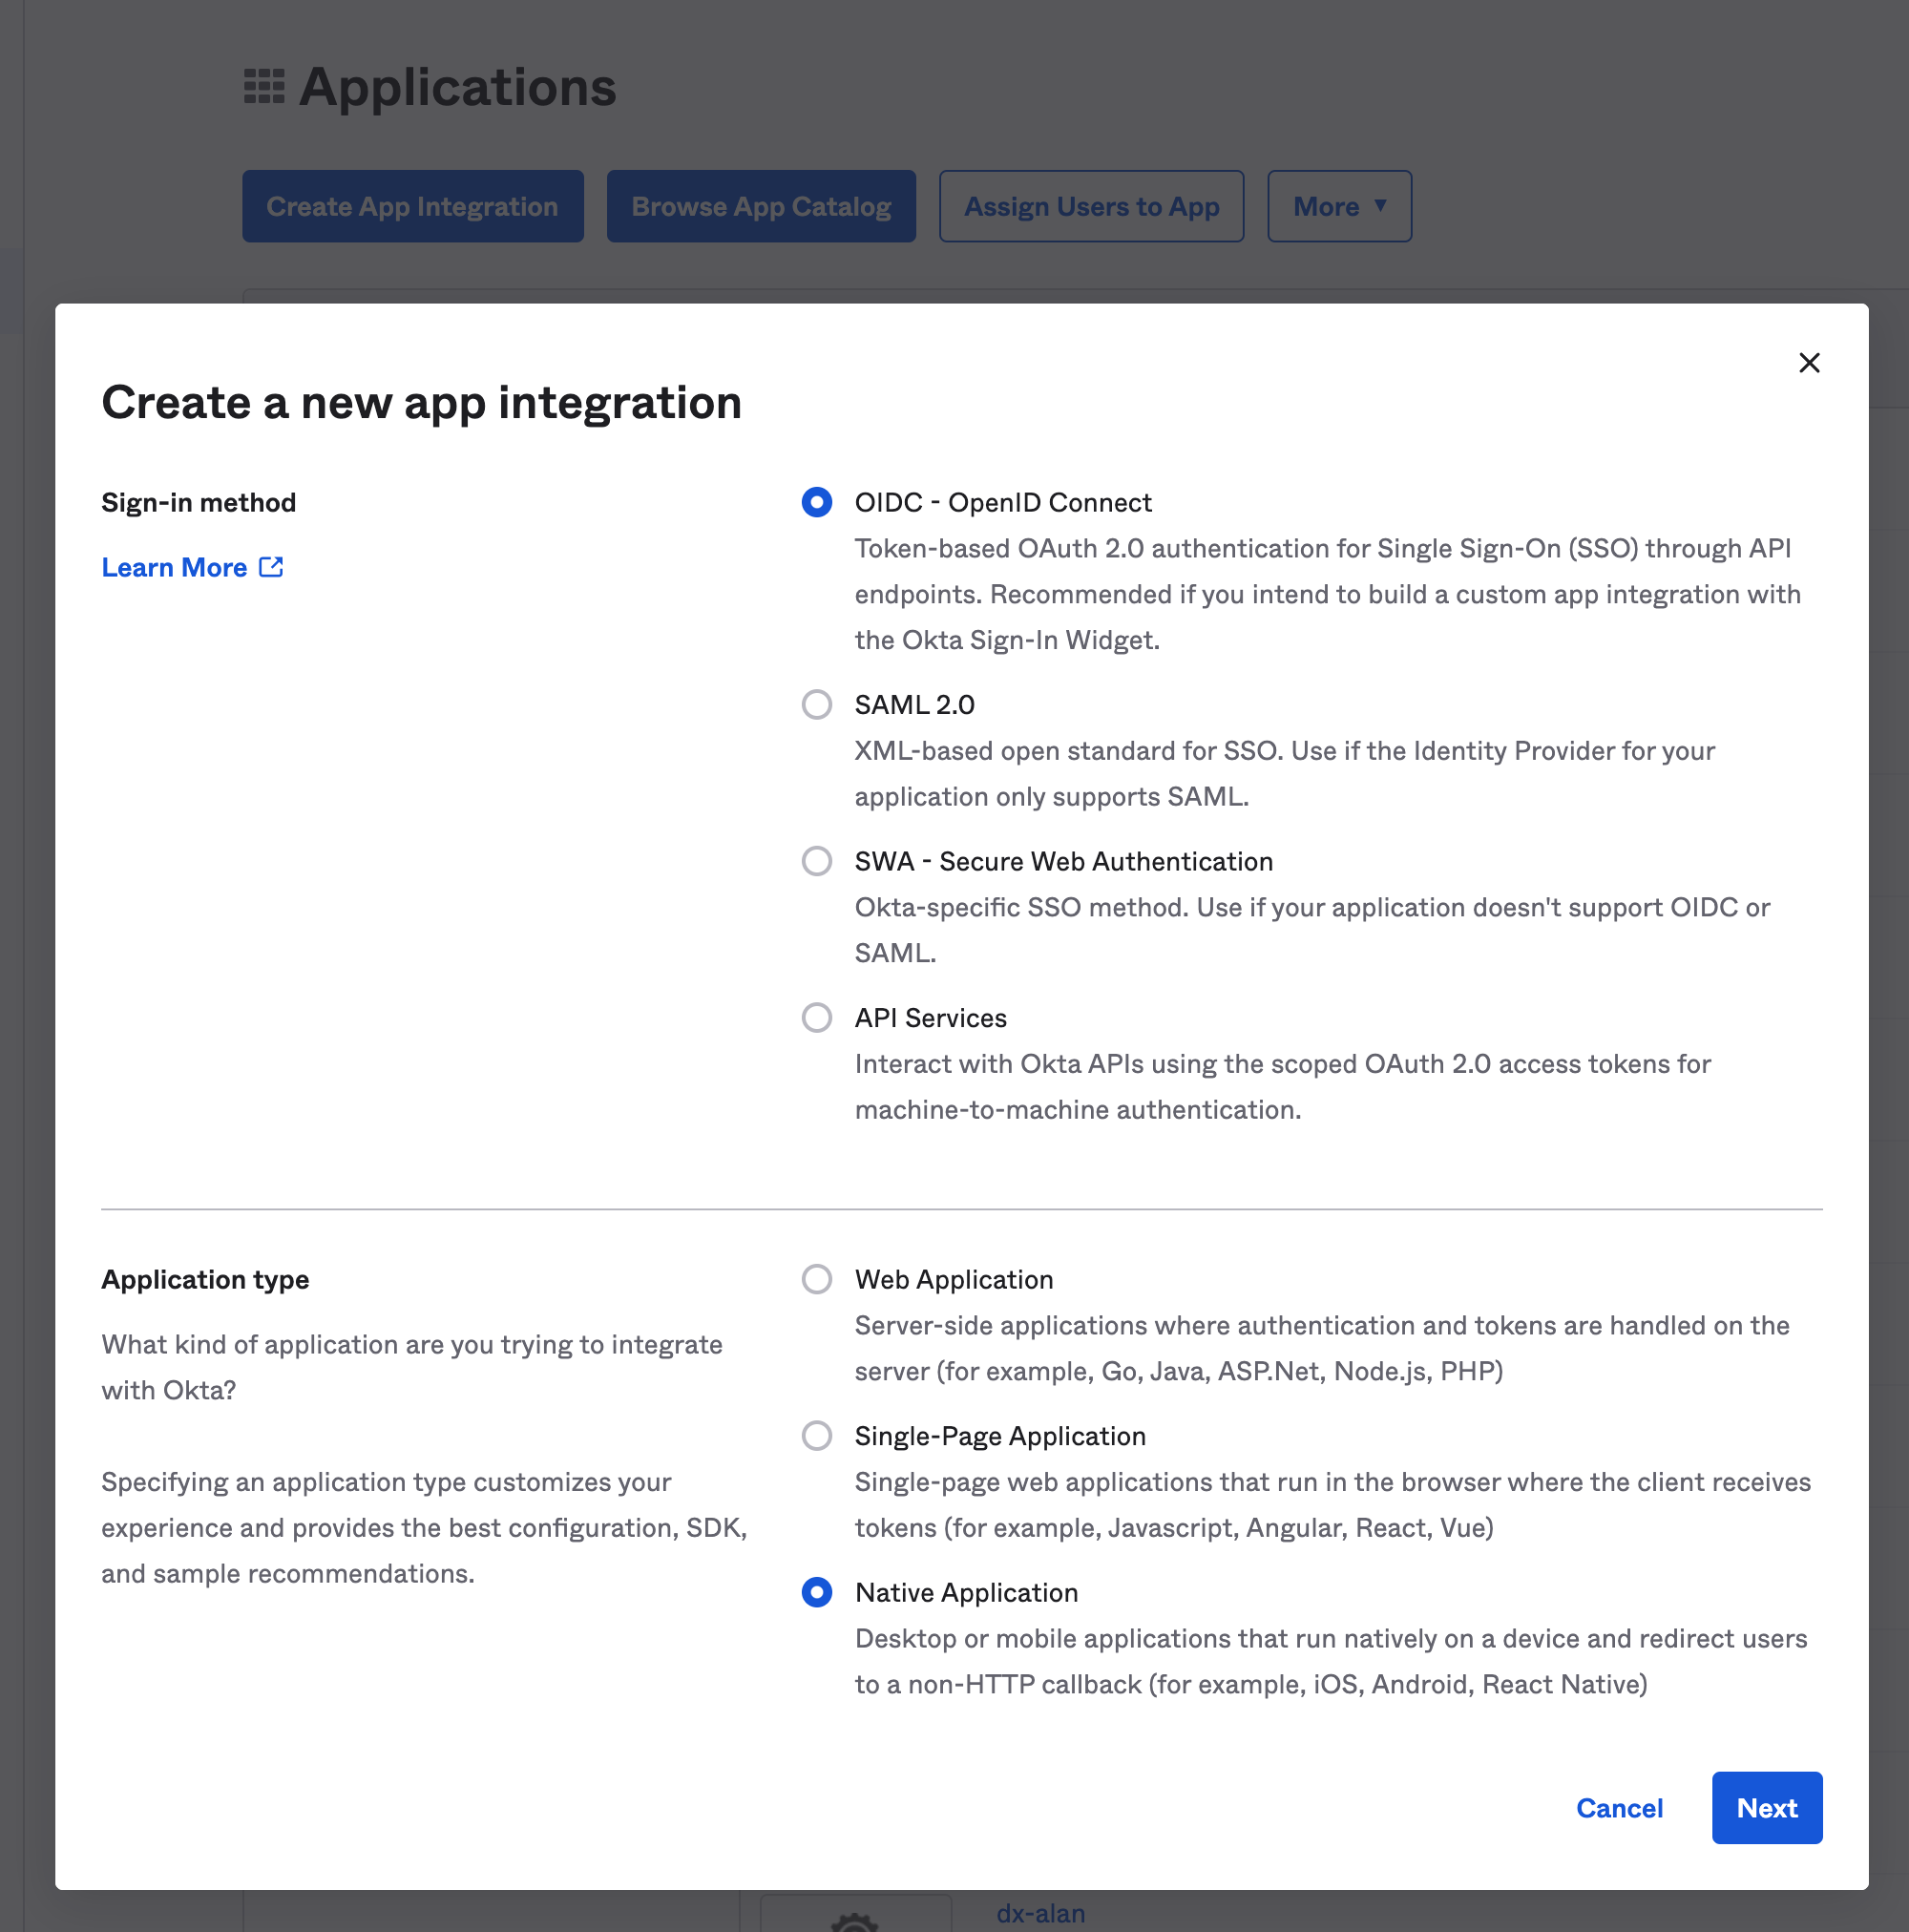 Applications
Create App Integration
Browse App Catalog
Assign Users to App
More
Create a new app integration
Sign-in method
Learn More
OIDC - OpenID Connect
Token-based OAuth 2.0 authentication for Single Sign-On (SSO) through API
endpoints. Recommended if you intend to build a custom app integration with
the Okta Sign-In Widget.
SAML 2.0
XML-based open standard for SSO. Use if the Identity Provider for your
application only supports SAML.
SWA - Secure Web Authentication
Okta-specific SSO method. Use if your application doesn't support OIDC or
SAML.
API Services
Interact with Okta APIs using the scoped OAuth 2.0 access tokens for
machine-to-machine authentication.
Application type
What kind of application are you trying to integrate
with Okta?
Specifying an application type customizes your
experience and provides the best configuration, SDK,
and sample recommendations.
Web Application
Server-side applications where authentication and tokens are handled on the
server (for example, Go, Java, ASP.Net, Node.js, PHP)
Single-Page Application
Single-page web applications that run in the browser where the client receives
tokens (for example, Javascript, Angular, React, Vue)
Native Application
Desktop or mobile applications that run natively on a device and redirect users
to a non-HTTP callback (for example, iOS, Android, React Native)
Cancel
Next
dx-alan